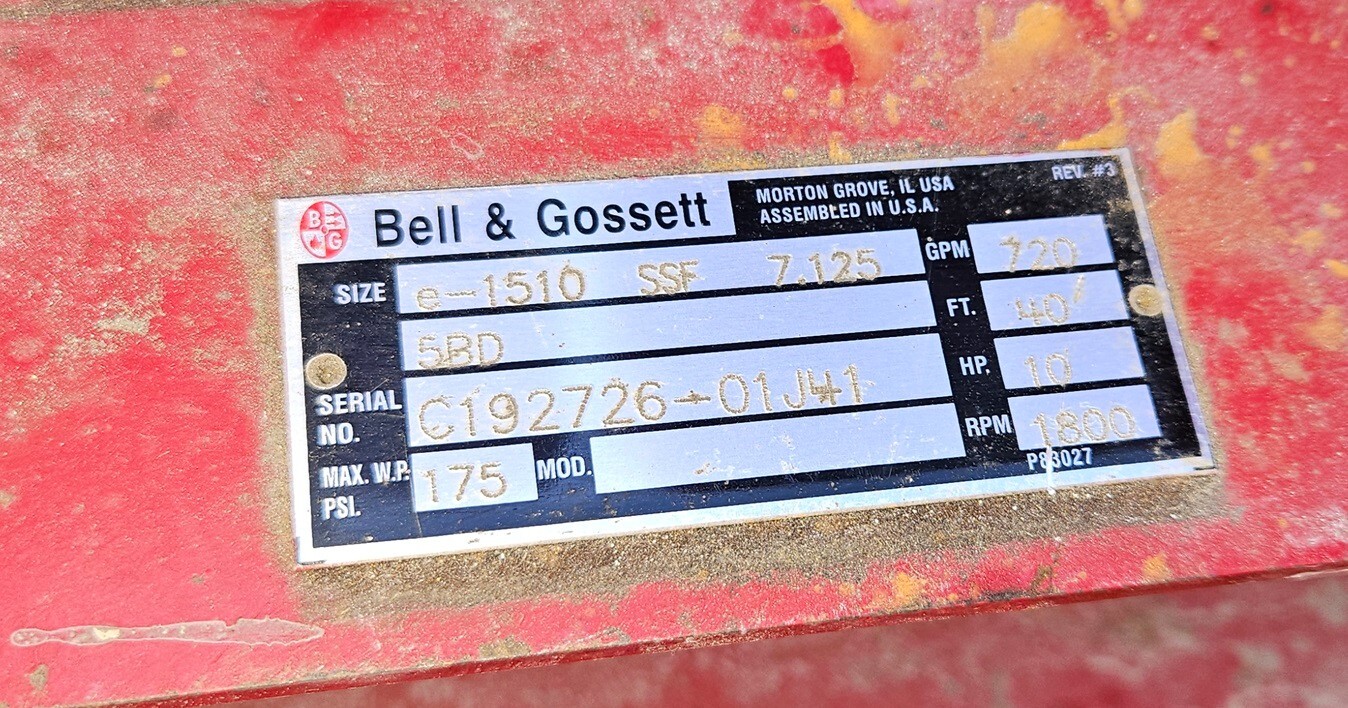 B G Bell & Gossett
MORTON GROVE, IL USA
ASSEMBLED IN U.S.A.
REV. #3
SIZE e-1510 SSF 7.125
5BD
GPM 720
FT. 40'
SERIAL NO. C192726-01J41
HP. 10
MAX. W.P. PSI. 175
MOD.
RPM 1800
P83027